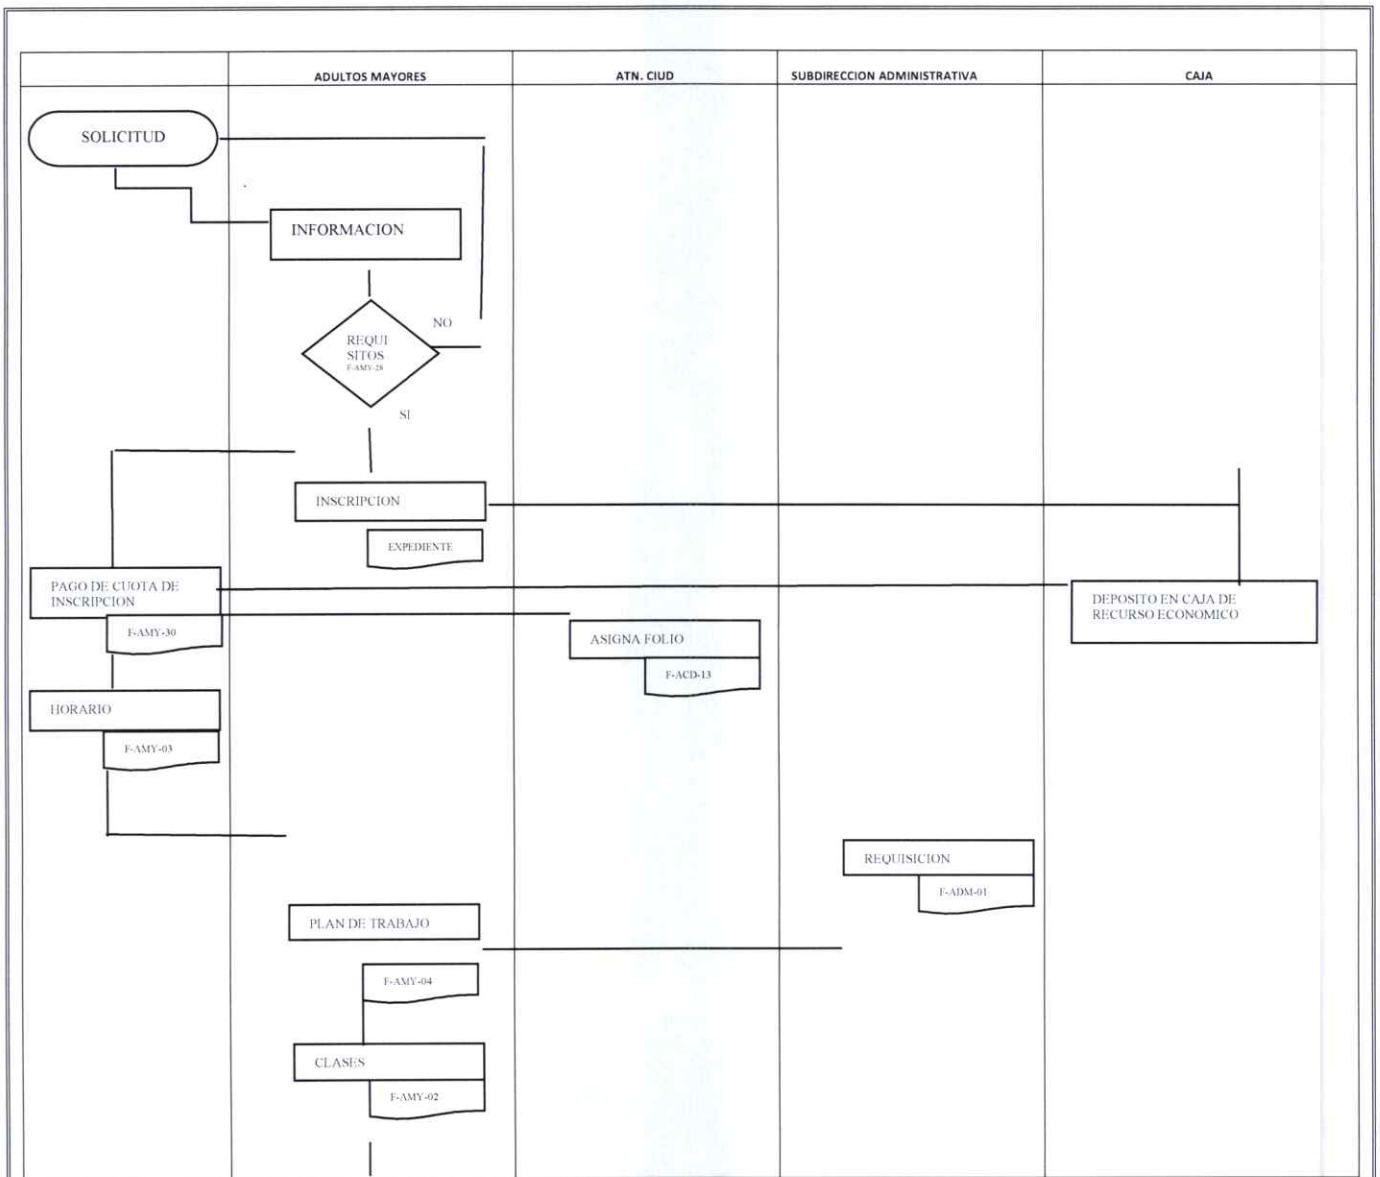 ADULTOS MAYORES
ATN. CIUD
SUBDIRECCION ADMINISTRATIVA
CAJA
SOLICITUD
INFORMACION
NO
REQUI
SITOS
F-AMY-28
SI
INSCRIPCION
EXPEDIENTE
PAGO DE CUOTA DE
INSCRIPCION
F-AMY-30
DEPOSITO EN CAJA DE
RECURSO ECONOMICO
ASIGNA FOLIO
F-ACD-13
HORARIO
F-AMY-03
REQUISICION
F-ADM-01
PLAN DE TRABAJO
F-AMY-04
CLASES
F-AMY-02